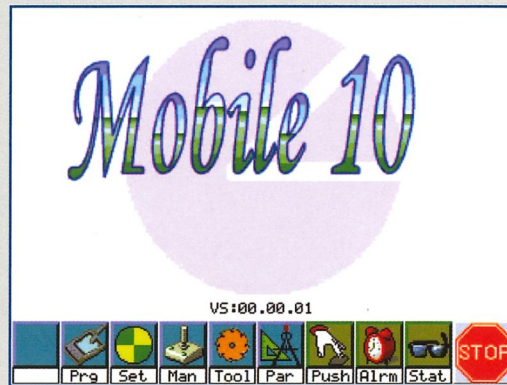 Mobile 10
VS:00.00.01
Prg Set Man Tool Par Push Alrm Stat STOP